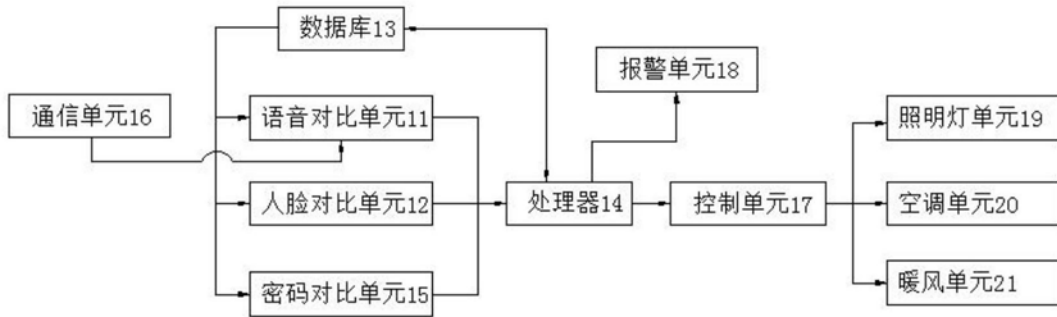 数据库13
报警单元18
通信单元16
语音对比单元11
照明灯单元19
人脸对比单元12
处理器14
控制单元17
空调单元20
密码对比单元15
暖风单元21